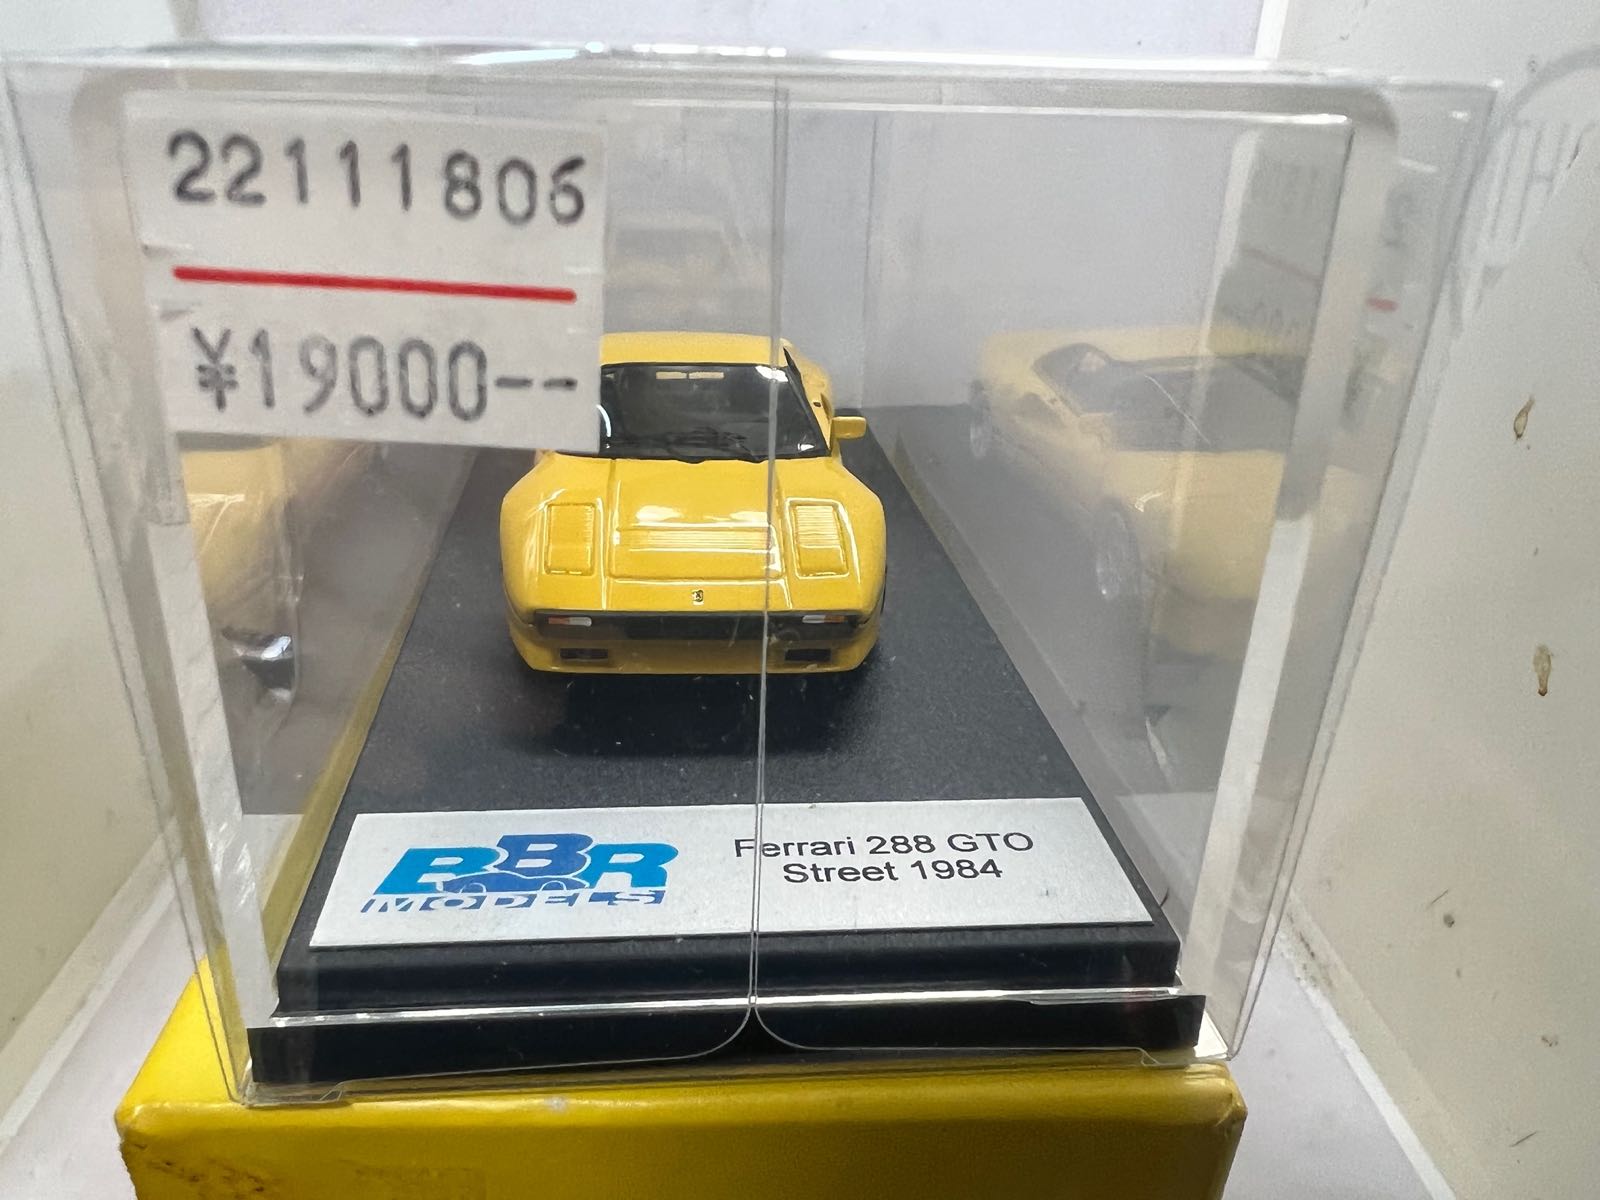 22111806
¥19000--
BBR
MODELS
Ferrari 288 GTO
Street 1984